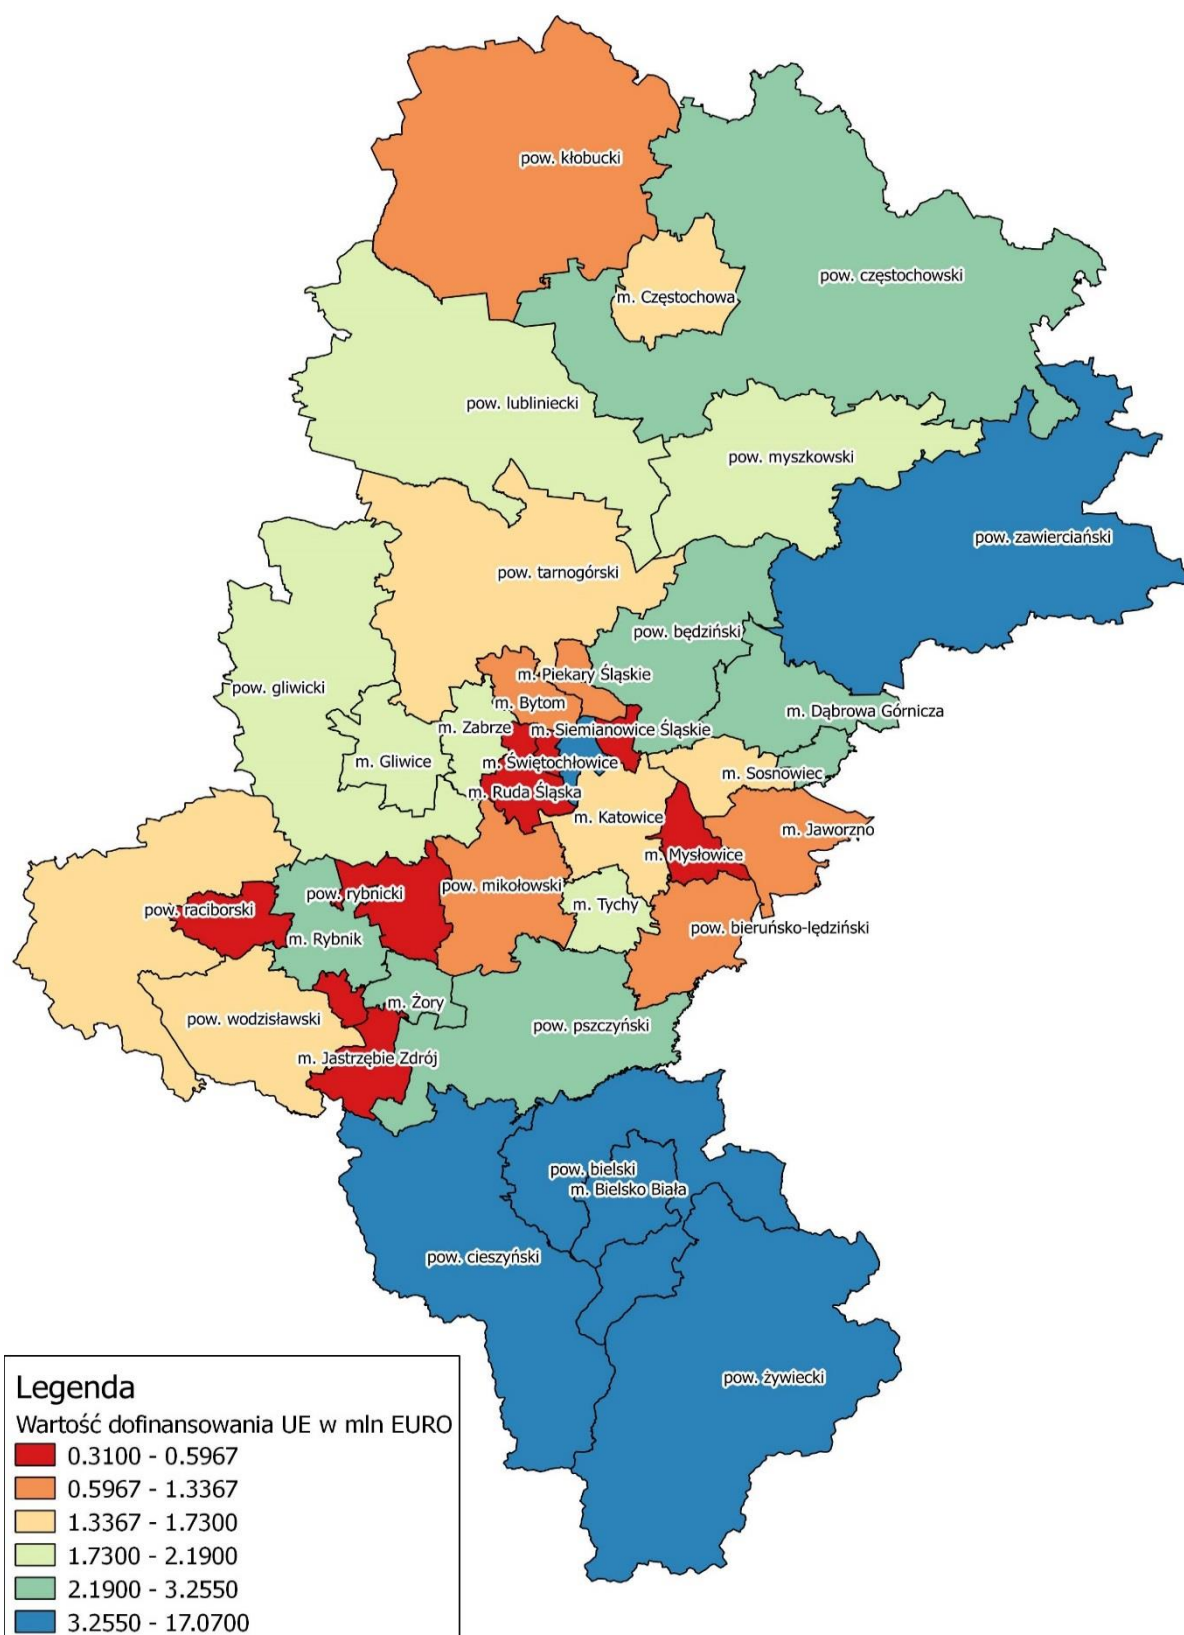 pow. kłobucki
pow. częstochowski
m. Częstochowa
pow. lubliniecki
pow. myszkowski
pow. zawierciański
pow. tarnogórski
pow. będziński
m. Piekary Śląskie
pow. gliwicki
m. Bytom
m. Dąbrowa Górnicza
m. Zabrze
m. Siemianowice Śląskie
m. Gliwice
m. Świętochłowice
m. Sosnowiec
m. Ruda Śląska
m. Katowice
m. Jaworzno
m. Mysłowice
pow. mikołowski
pow. rybnicki
m. Tychy
pow. raciborski
pow. bieruńsko-lędziński
m. Rybnik
m. Żory
pow. wodzisławski
pow. pszczyński
m. Jastrzębie Zdrój
pow. bielski
m. Bielsko Biała
pow. cieszyński
pow. żywiecki
Legenda
Wartość dofinansowania UE w mln EURO
0.3100 - 0.5967
0.5967 - 1.3367
1.3367 - 1.7300
1.7300 - 2.1900
2.1900 - 3.2550
3.2550 - 17.0700